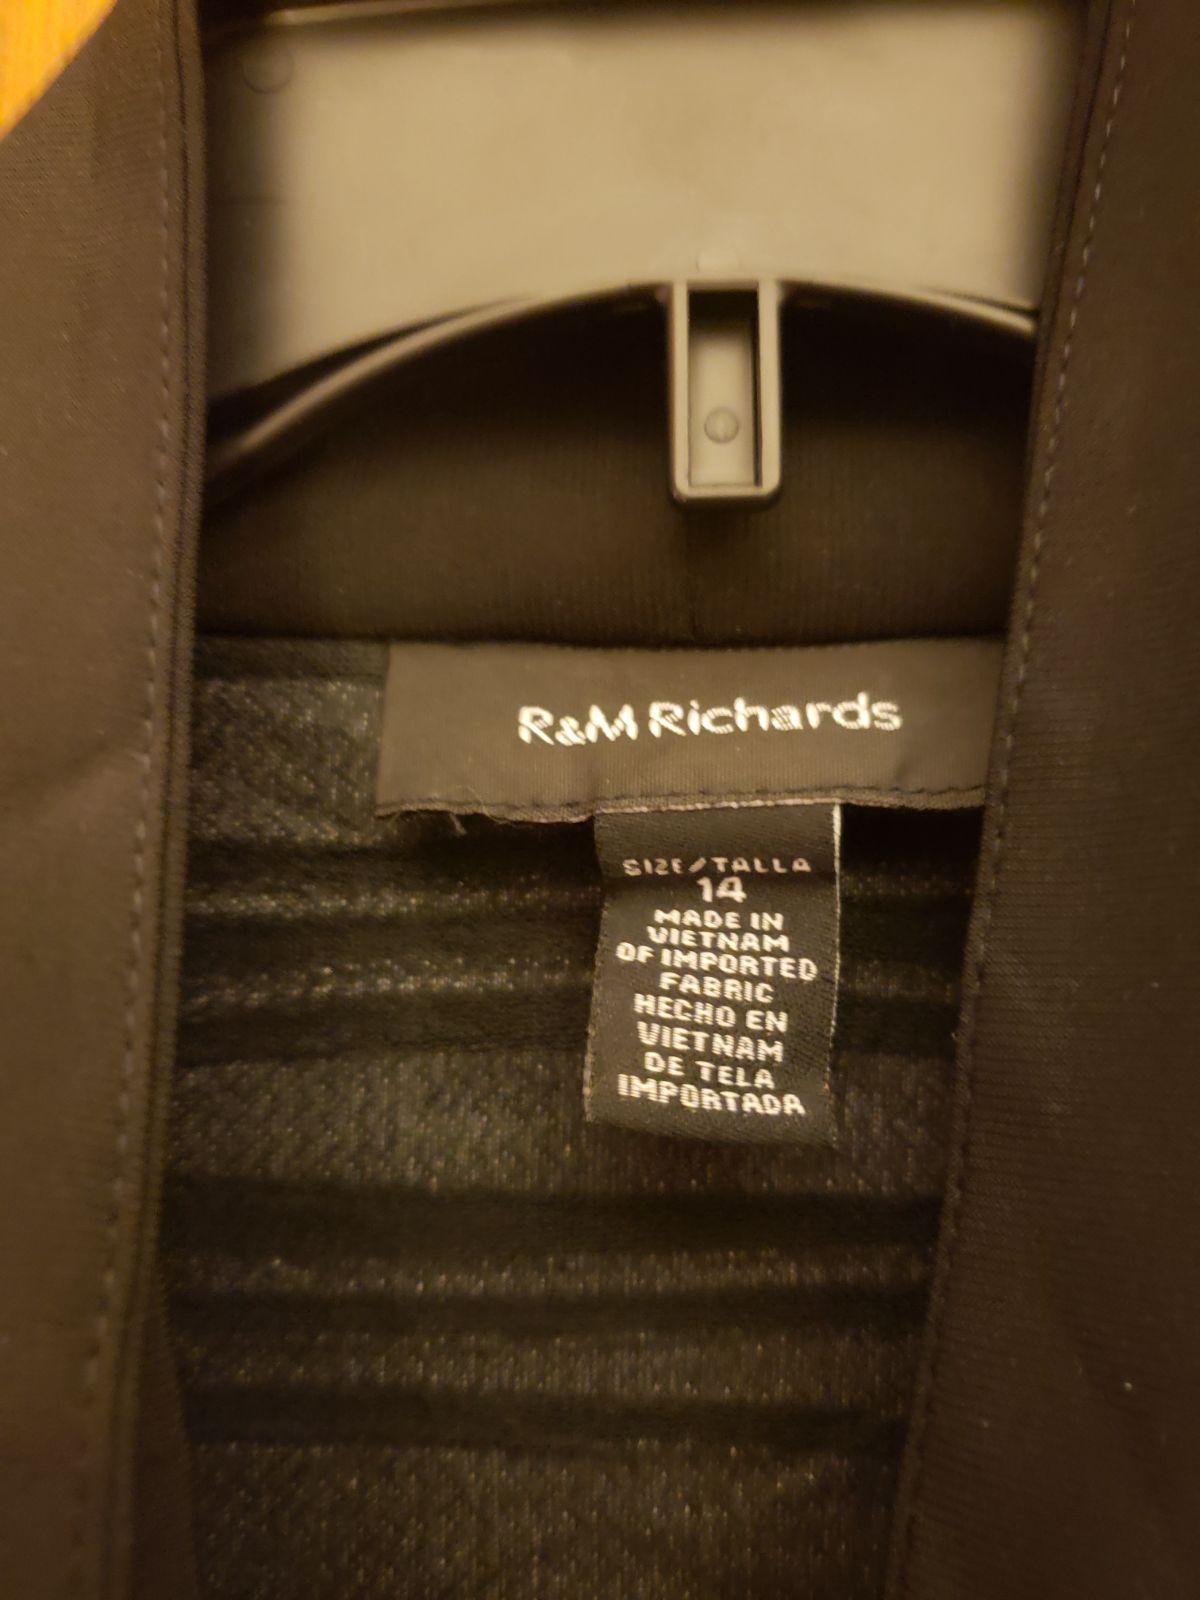 R&M Richards
SIZE/TALLA
14
MADE IN
VIETNAM
OF IMPORTED
FABRIC
HECHO EN
VIETNAM
DE TELA
IMPORTADA